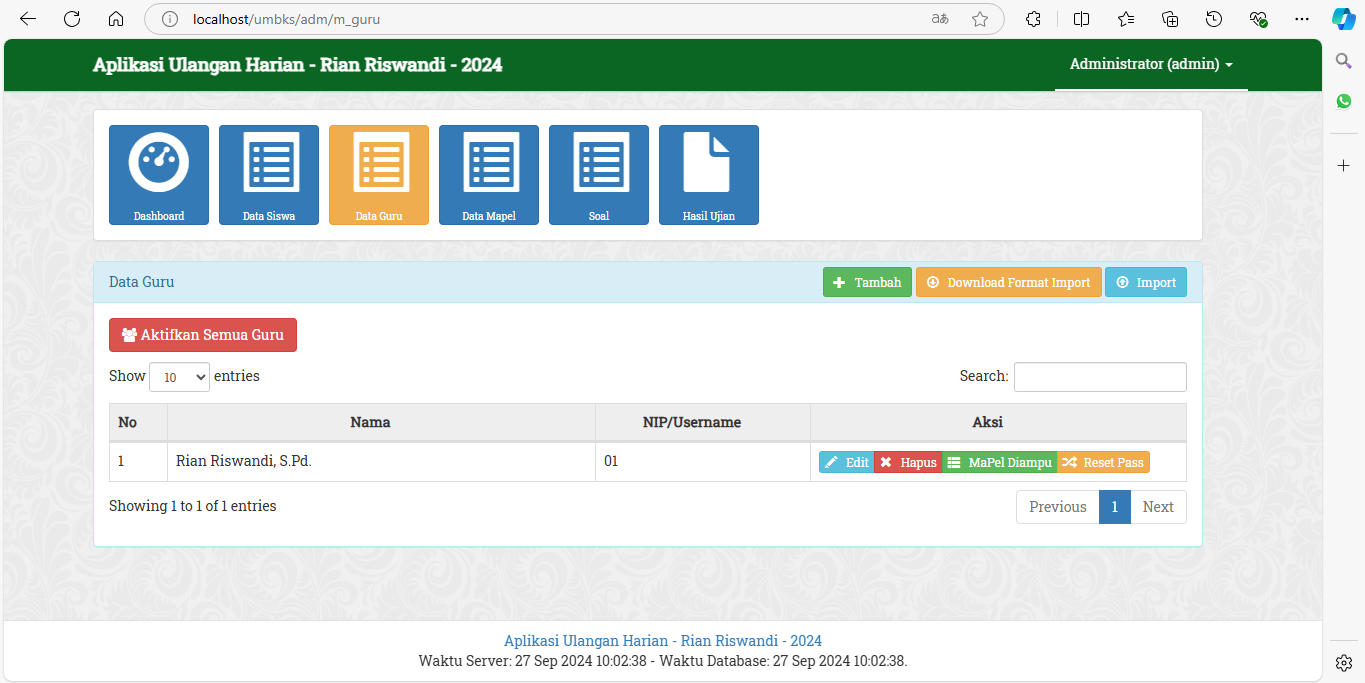 localhost/umbks/adm/m_guru
Aplikasi Ulangan Harian - Rian Riswandi - 2024
Administrator (admin)
Dashboard
Data Siswa
Data Guru
Data Mapel
Soal
Hasil Ujian
Data Guru
Tambah
Download Format Import
Import
Aktifkan Semua Guru
Show 10 entries
Search:
No Nama NIP/Username Aksi
1 Rian Riswandi, S.Pd. 01 Edit Hapus MaPel Diampu Reset Pass
Showing 1 to 1 of 1 entries
Previous 1 Next
Aplikasi Ulangan Harian - Rian Riswandi - 2024
Waktu Server: 27 Sep 2024 10:02:38 - Waktu Database: 27 Sep 2024 10:02:38.